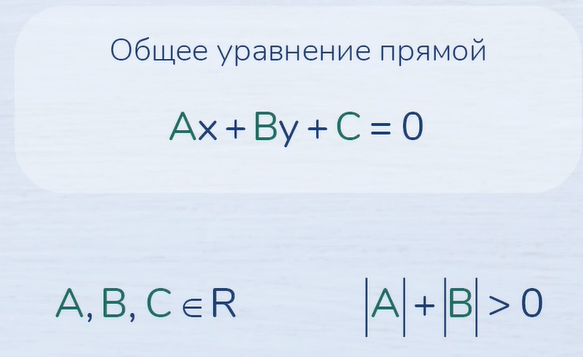 Общее уравнение прямой
Ax + By + C = 0
A, B, C ∈ R |A| + |B| > 0